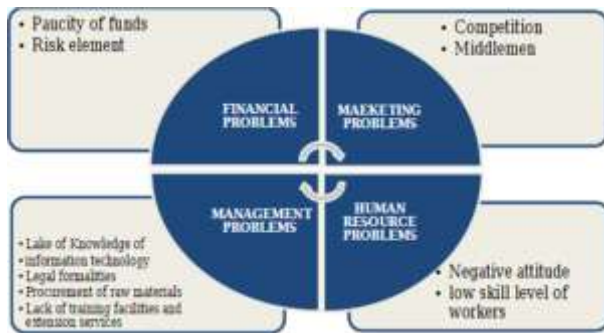 • Paucity of funds
• Risk element
• Competition
• Middlemen
FINANCIAL
PROBLEMS
MAEKETING
PROBLEMS
MANAGEMENT
PROBLEMS
HUMAN
RESOURCE
PROBLEMS
• Lake of Knowledge of
• information technology
• Legal formalities
• Procurement of raw materials
• Lack of training facilities and
extension services
• Negative attitude
• low skill level of
workers